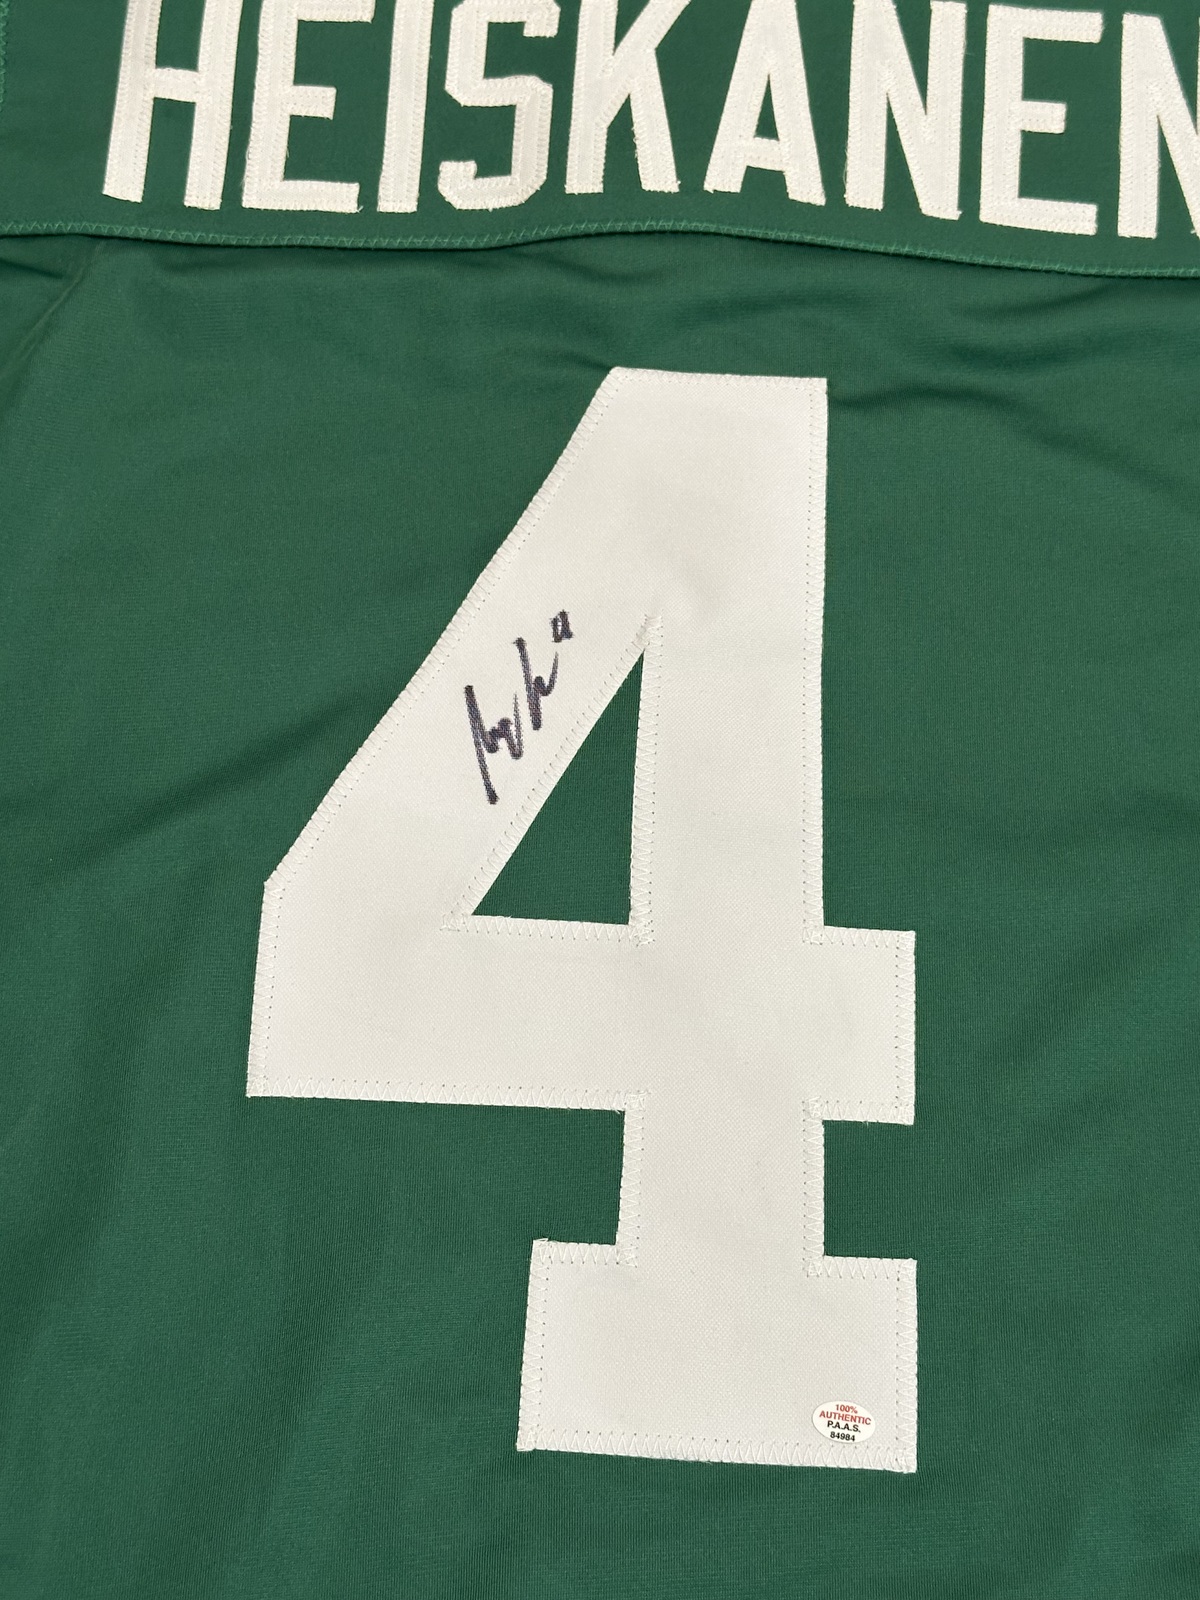 HEISKANEN
4
100%
AUTHENTIC
P.A.A.S.
84984